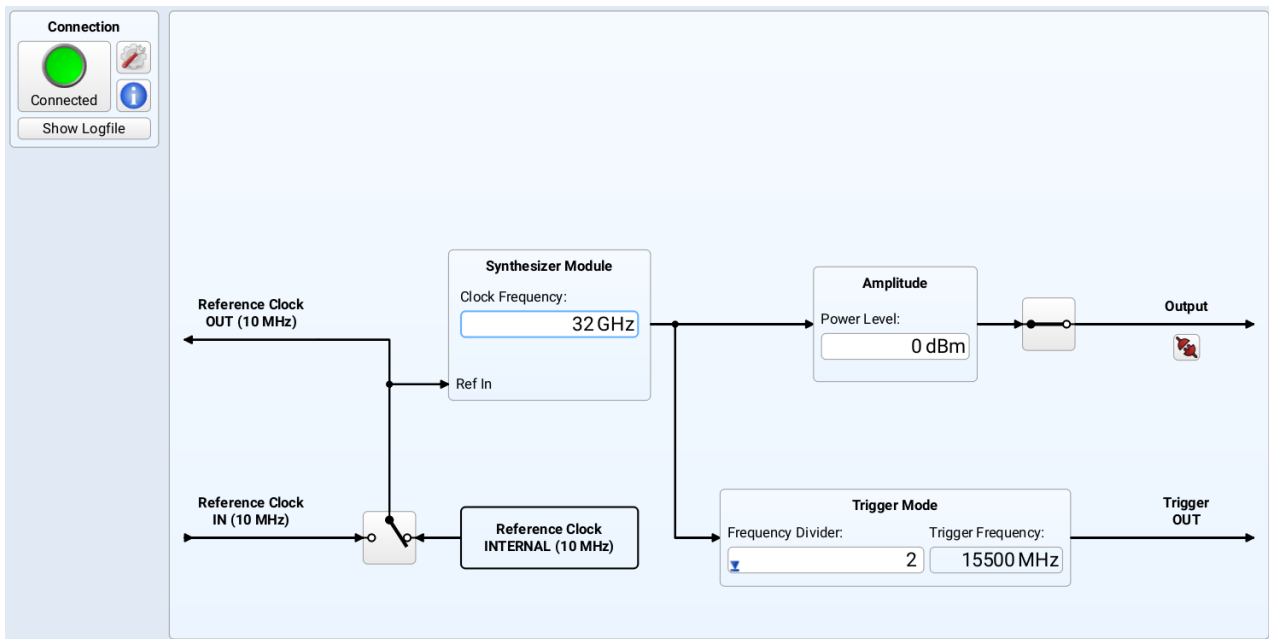 Connection
Connected
Show Logfile
Synthesizer Module
Clock Frequency:
32 GHz
Ref In
Reference Clock
OUT (10 MHz)
Amplitude
Power Level:
0 dBm
Output
Reference Clock
IN (10 MHz)
Reference Clock
INTERNAL (10 MHz)
Trigger Mode
Frequency Divider:
2
Trigger Frequency:
15500 MHz
Trigger
OUT